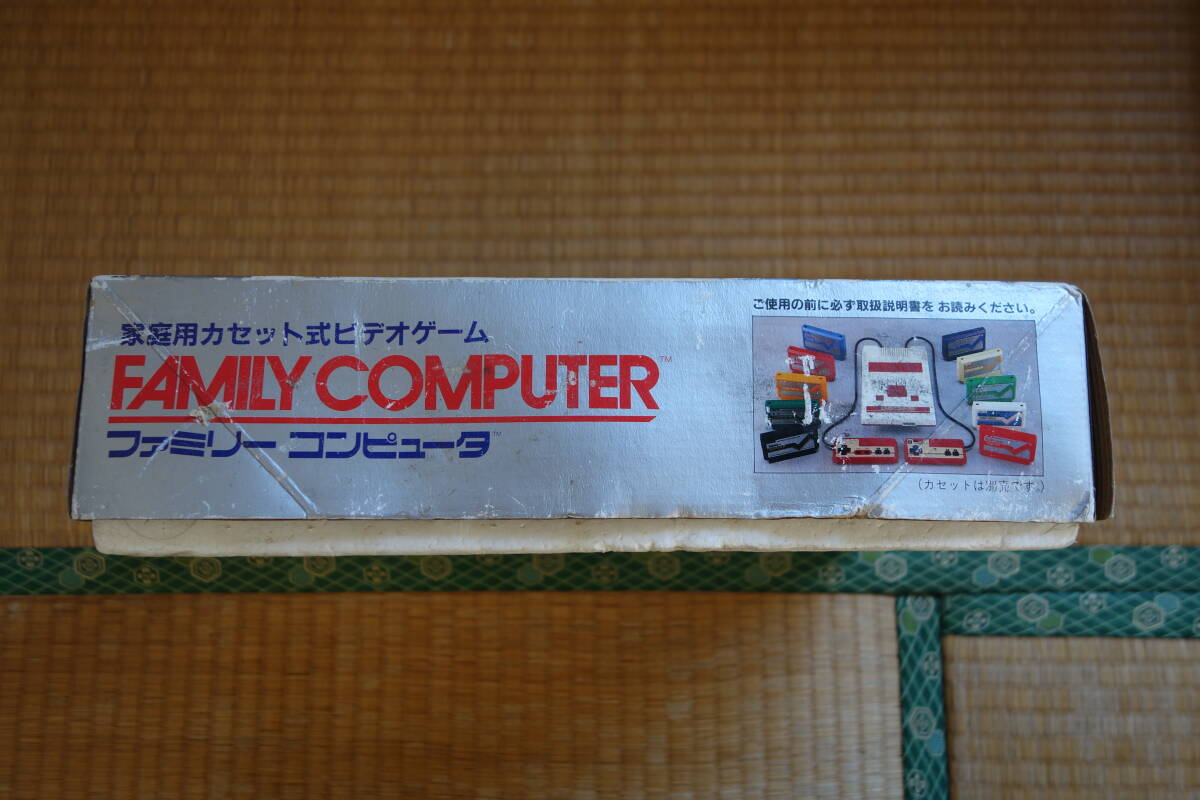 家庭用カセット式ビデオゲーム
FAMILY COMPUTER™
ファミリー コンピュータ™
ご使用の前に必ず取扱説明書を お読みください。
(カセットは別売です。)